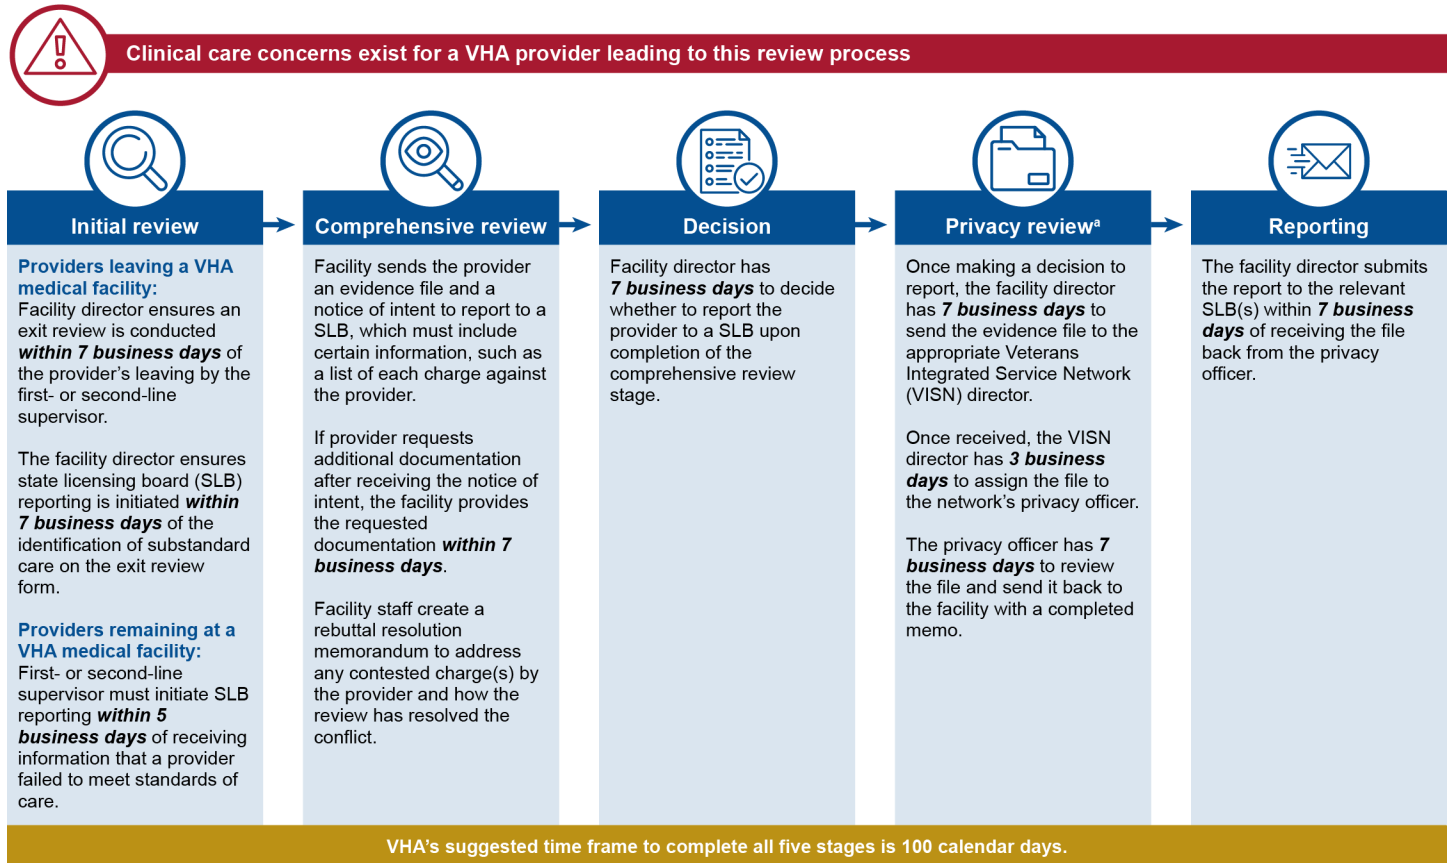 Clinical care concerns exist for a VHA provider leading to this review process
Initial review
Providers leaving a VHA
medical facility:
Facility director ensures an
exit review is conducted
within 7 business days of
the provider’s leaving by the
first- or second-line
supervisor.
The facility director ensures
state licensing board (SLB)
reporting is initiated within
7 business days of the
identification of substandard
care on the exit review
form.
Providers remaining at a
VHA medical facility:
First- or second-line
supervisor must initiate SLB
reporting within 5
business days of receiving
information that a provider
failed to meet standards of
care.
Comprehensive review
Facility sends the provider
an evidence file and a
notice of intent to report to a
SLB, which must include
certain information, such as
a list of each charge against
the provider.
If provider requests
additional documentation
after receiving the notice of
intent, the facility provides
the requested
documentation within 7
business days.
Facility staff create a
rebuttal resolution
memorandum to address
any contested charge(s) by
the provider and how the
review has resolved the
conflict.
Decision
Facility director has
7 business days to decide
whether to report the
provider to a SLB upon
completion of the
comprehensive review
stage.
Privacy reviewᵃ
Once making a decision to
report, the facility director
has 7 business days to
send the evidence file to the
appropriate Veterans
Integrated Service Network
(VISN) director.
Once received, the VISN
director has 3 business
days to assign the file to
the network’s privacy officer.
The privacy officer has 7
business days to review
the file and send it back to
the facility with a completed
memo.
Reporting
The facility director submits
the report to the relevant
SLB(s) within 7 business
days of receiving the file
back from the privacy
officer.
VHA’s suggested time frame to complete all five stages is 100 calendar days.